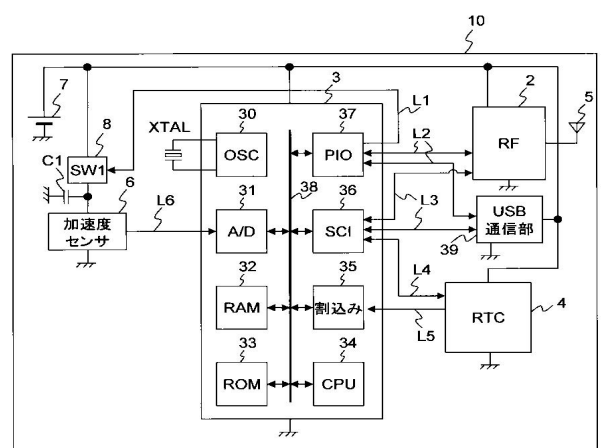 10
7
3
L1
2
5
8
XTAL
30
OSC
37
PIO
L2
RF
C1
SW1
6
加速度
センサ
L6
31
A/D
38
36
SCI
L3
USB
通信部
39
32
RAM
35
割込み
L4
L5
RTC
4
33
ROM
34
CPU